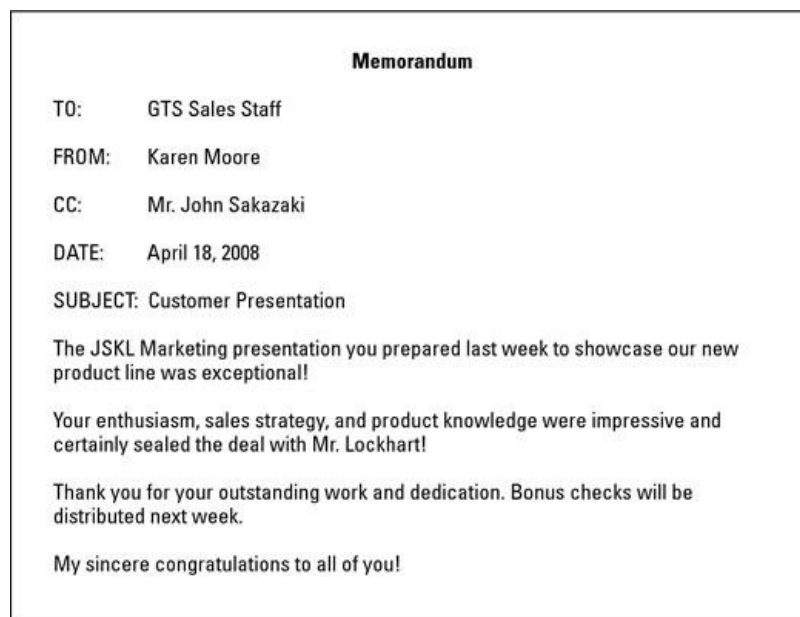 Memorandum
TO: GTS Sales Staff
FROM: Karen Moore
CC: Mr. John Sakazaki
DATE: April 18, 2008
SUBJECT: Customer Presentation
The JSKL Marketing presentation you prepared last week to showcase our new
product line was exceptional!
Your enthusiasm, sales strategy, and product knowledge were impressive and
certainly sealed the deal with Mr. Lockhart!
Thank you for your outstanding work and dedication. Bonus checks will be
distributed next week.
My sincere congratulations to all of you!